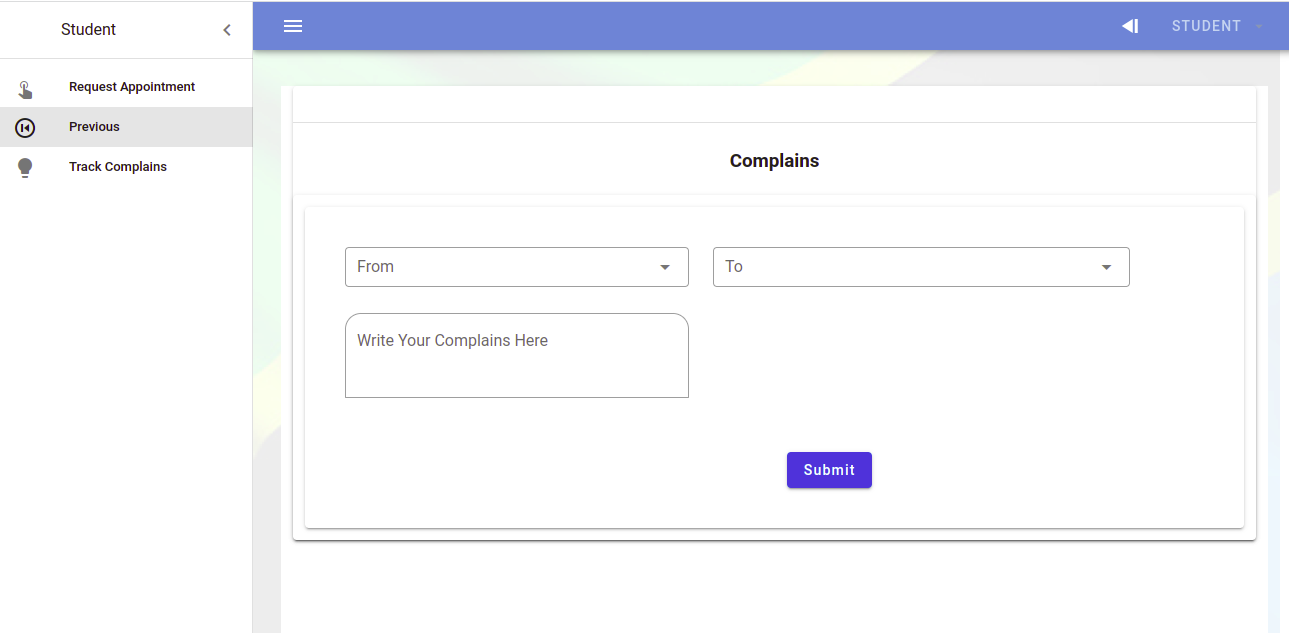 Student
STUDENT
Request Appointment
Previous
Track Complains
Complains
From
To
Write Your Complains Here
Submit